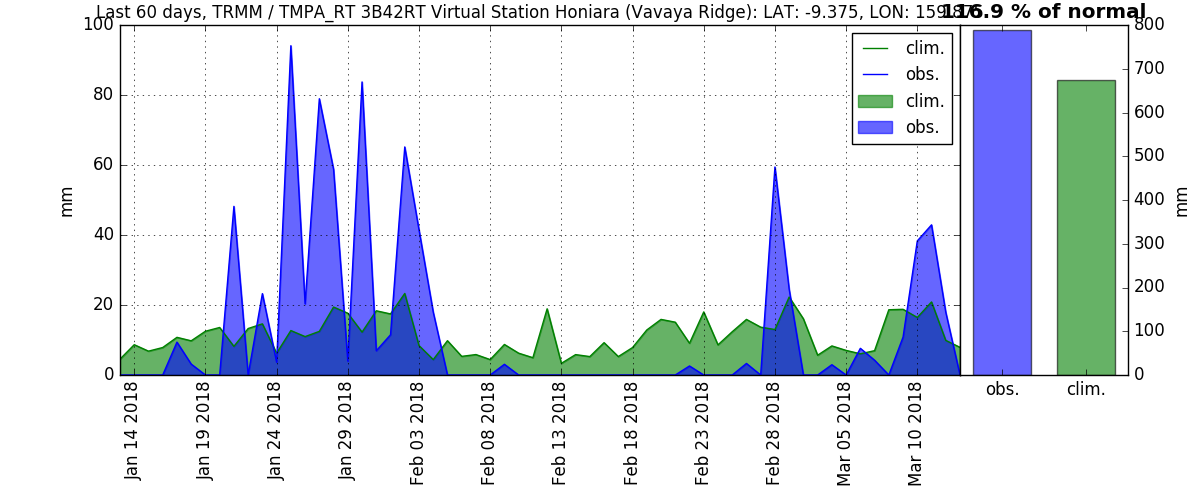 Last 60 days, TRMM / TMPA_RT 3B42RT Virtual Station Honiara (Vavaya Ridge): LAT: -9.375, LON:
116.9 % of normal
100
80
60
40
20
0
mm
clim.
obs.
clim.
obs.
800
700
600
500
400
300
200
100
0
mm
obs.
clim.
Jan 14 2018
Jan 19 2018
Jan 24 2018
Jan 29 2018
Feb 03 2018
Feb 08 2018
Feb 13 2018
Feb 18 2018
Feb 23 2018
Feb 28 2018
Mar 05 2018
Mar 10 2018